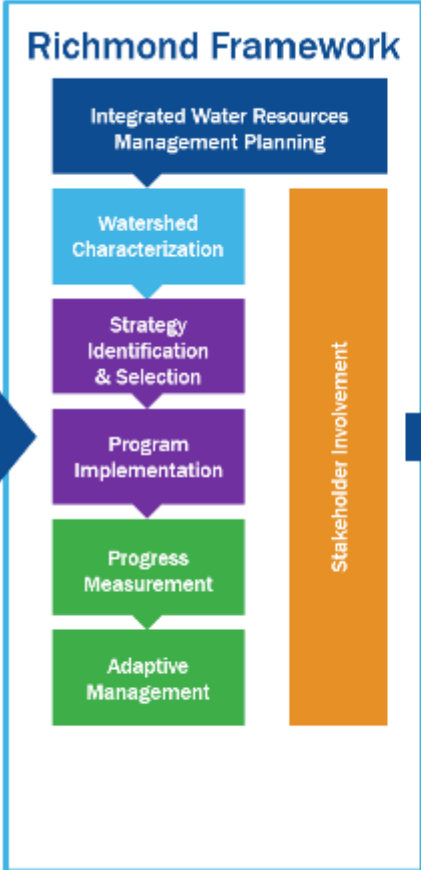 Richmond Framework
Integrated Water Resources
Management Planning
Watershed
Characterization
Strategy
Identification
& Selection
Program
Implementation
Progress
Measurement
Adaptive
Management
Stakeholder Involvement